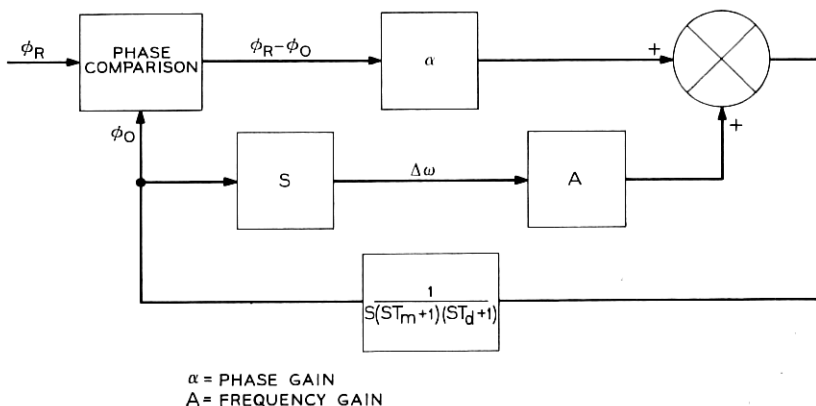 ϕR
PHASE
COMPARISON
ϕR−ϕO
α
+
+
ϕO
S
Δω
A
1
S(STm+1)(STd+1)
α = PHASE GAIN
A = FREQUENCY GAIN